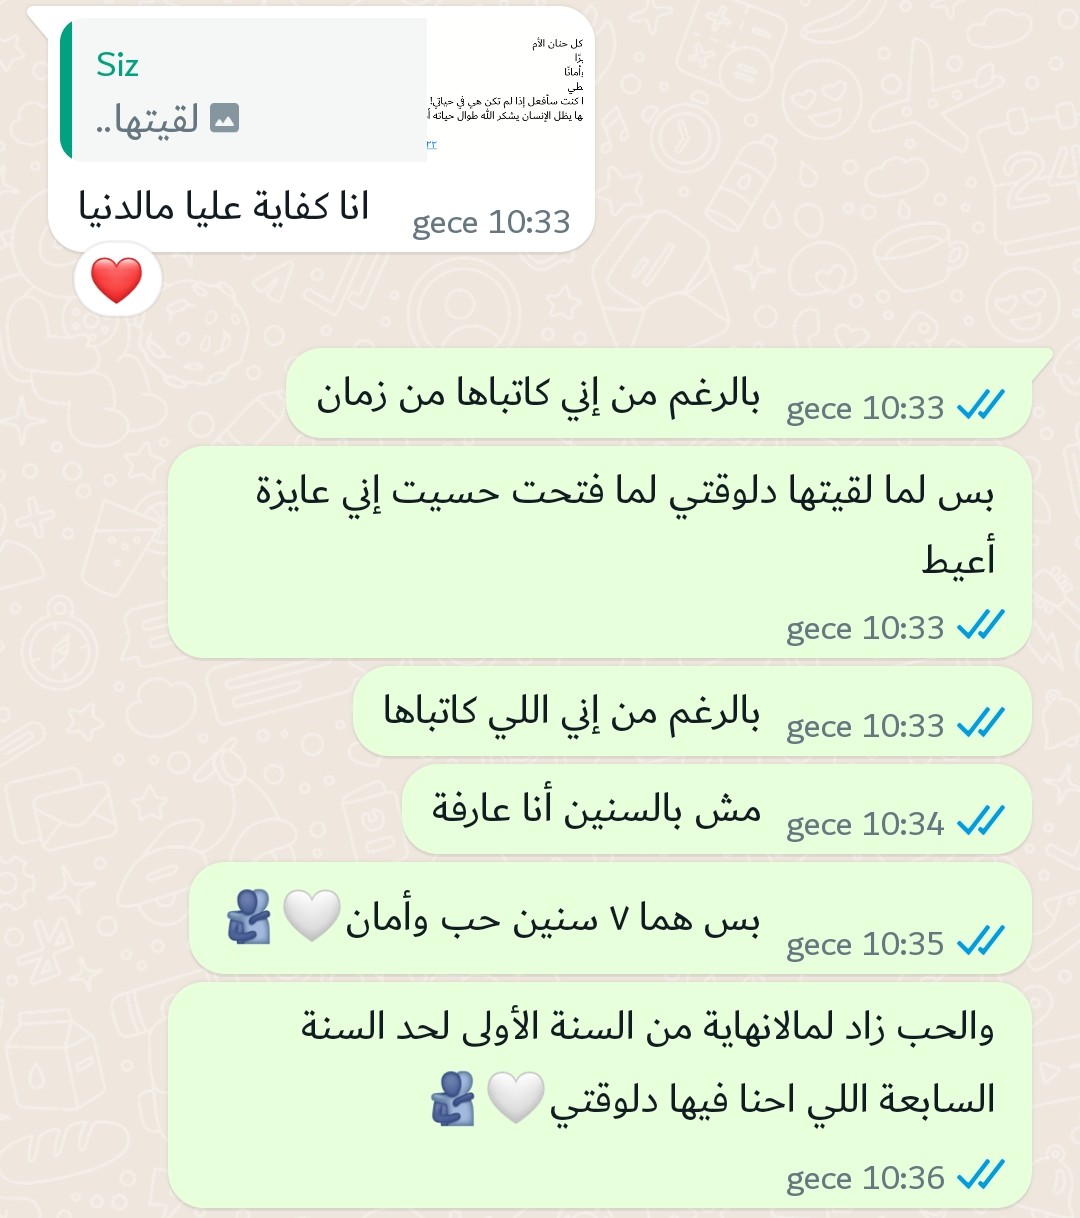 Siz
كل حنان الأم
بأمانًا
طي
ا كنت سأفعل إذا لم تكن هي في حياتي!
ها يظل الإنسان يشكر الله طوال حياته
٢٢
لقيتها..
انا كفاية عليا مالدنيا
gece 10:33
بالرغم من إني كاتباها من زمان
gece 10:33
بس لما لقيتها دلوقتي لما فتحت حسيت إني عايزة
أعيط
gece 10:33
بالرغم من إني اللي كاتباها
gece 10:33
مش بالسنين أنا عارفة
gece 10:34
بس هما ٧ سنين حب وأمان🤍🫂
gece 10:35
والحب زاد لمالانهاية من السنة الأولى لحد السنة
السابعة اللي احنا فيها دلوقتي🤍🫂
gece 10:36